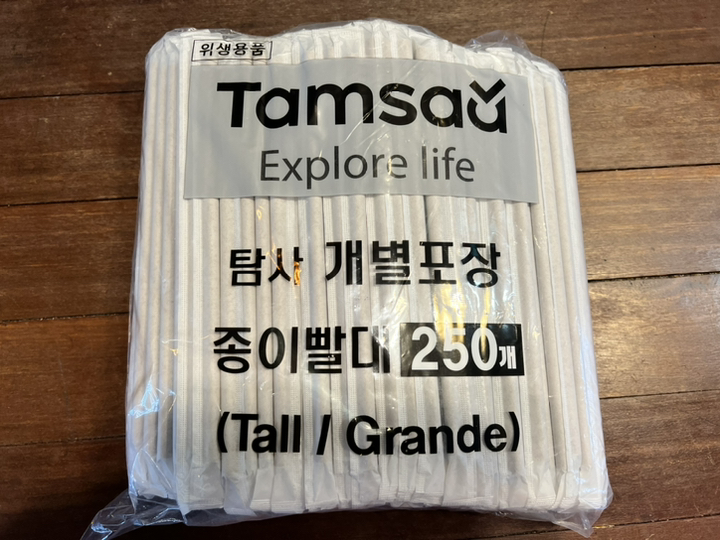 위생용품
Tamsaa
Explore life
탐사 개별포장
종이빨대 250개
(Tall / Grande)